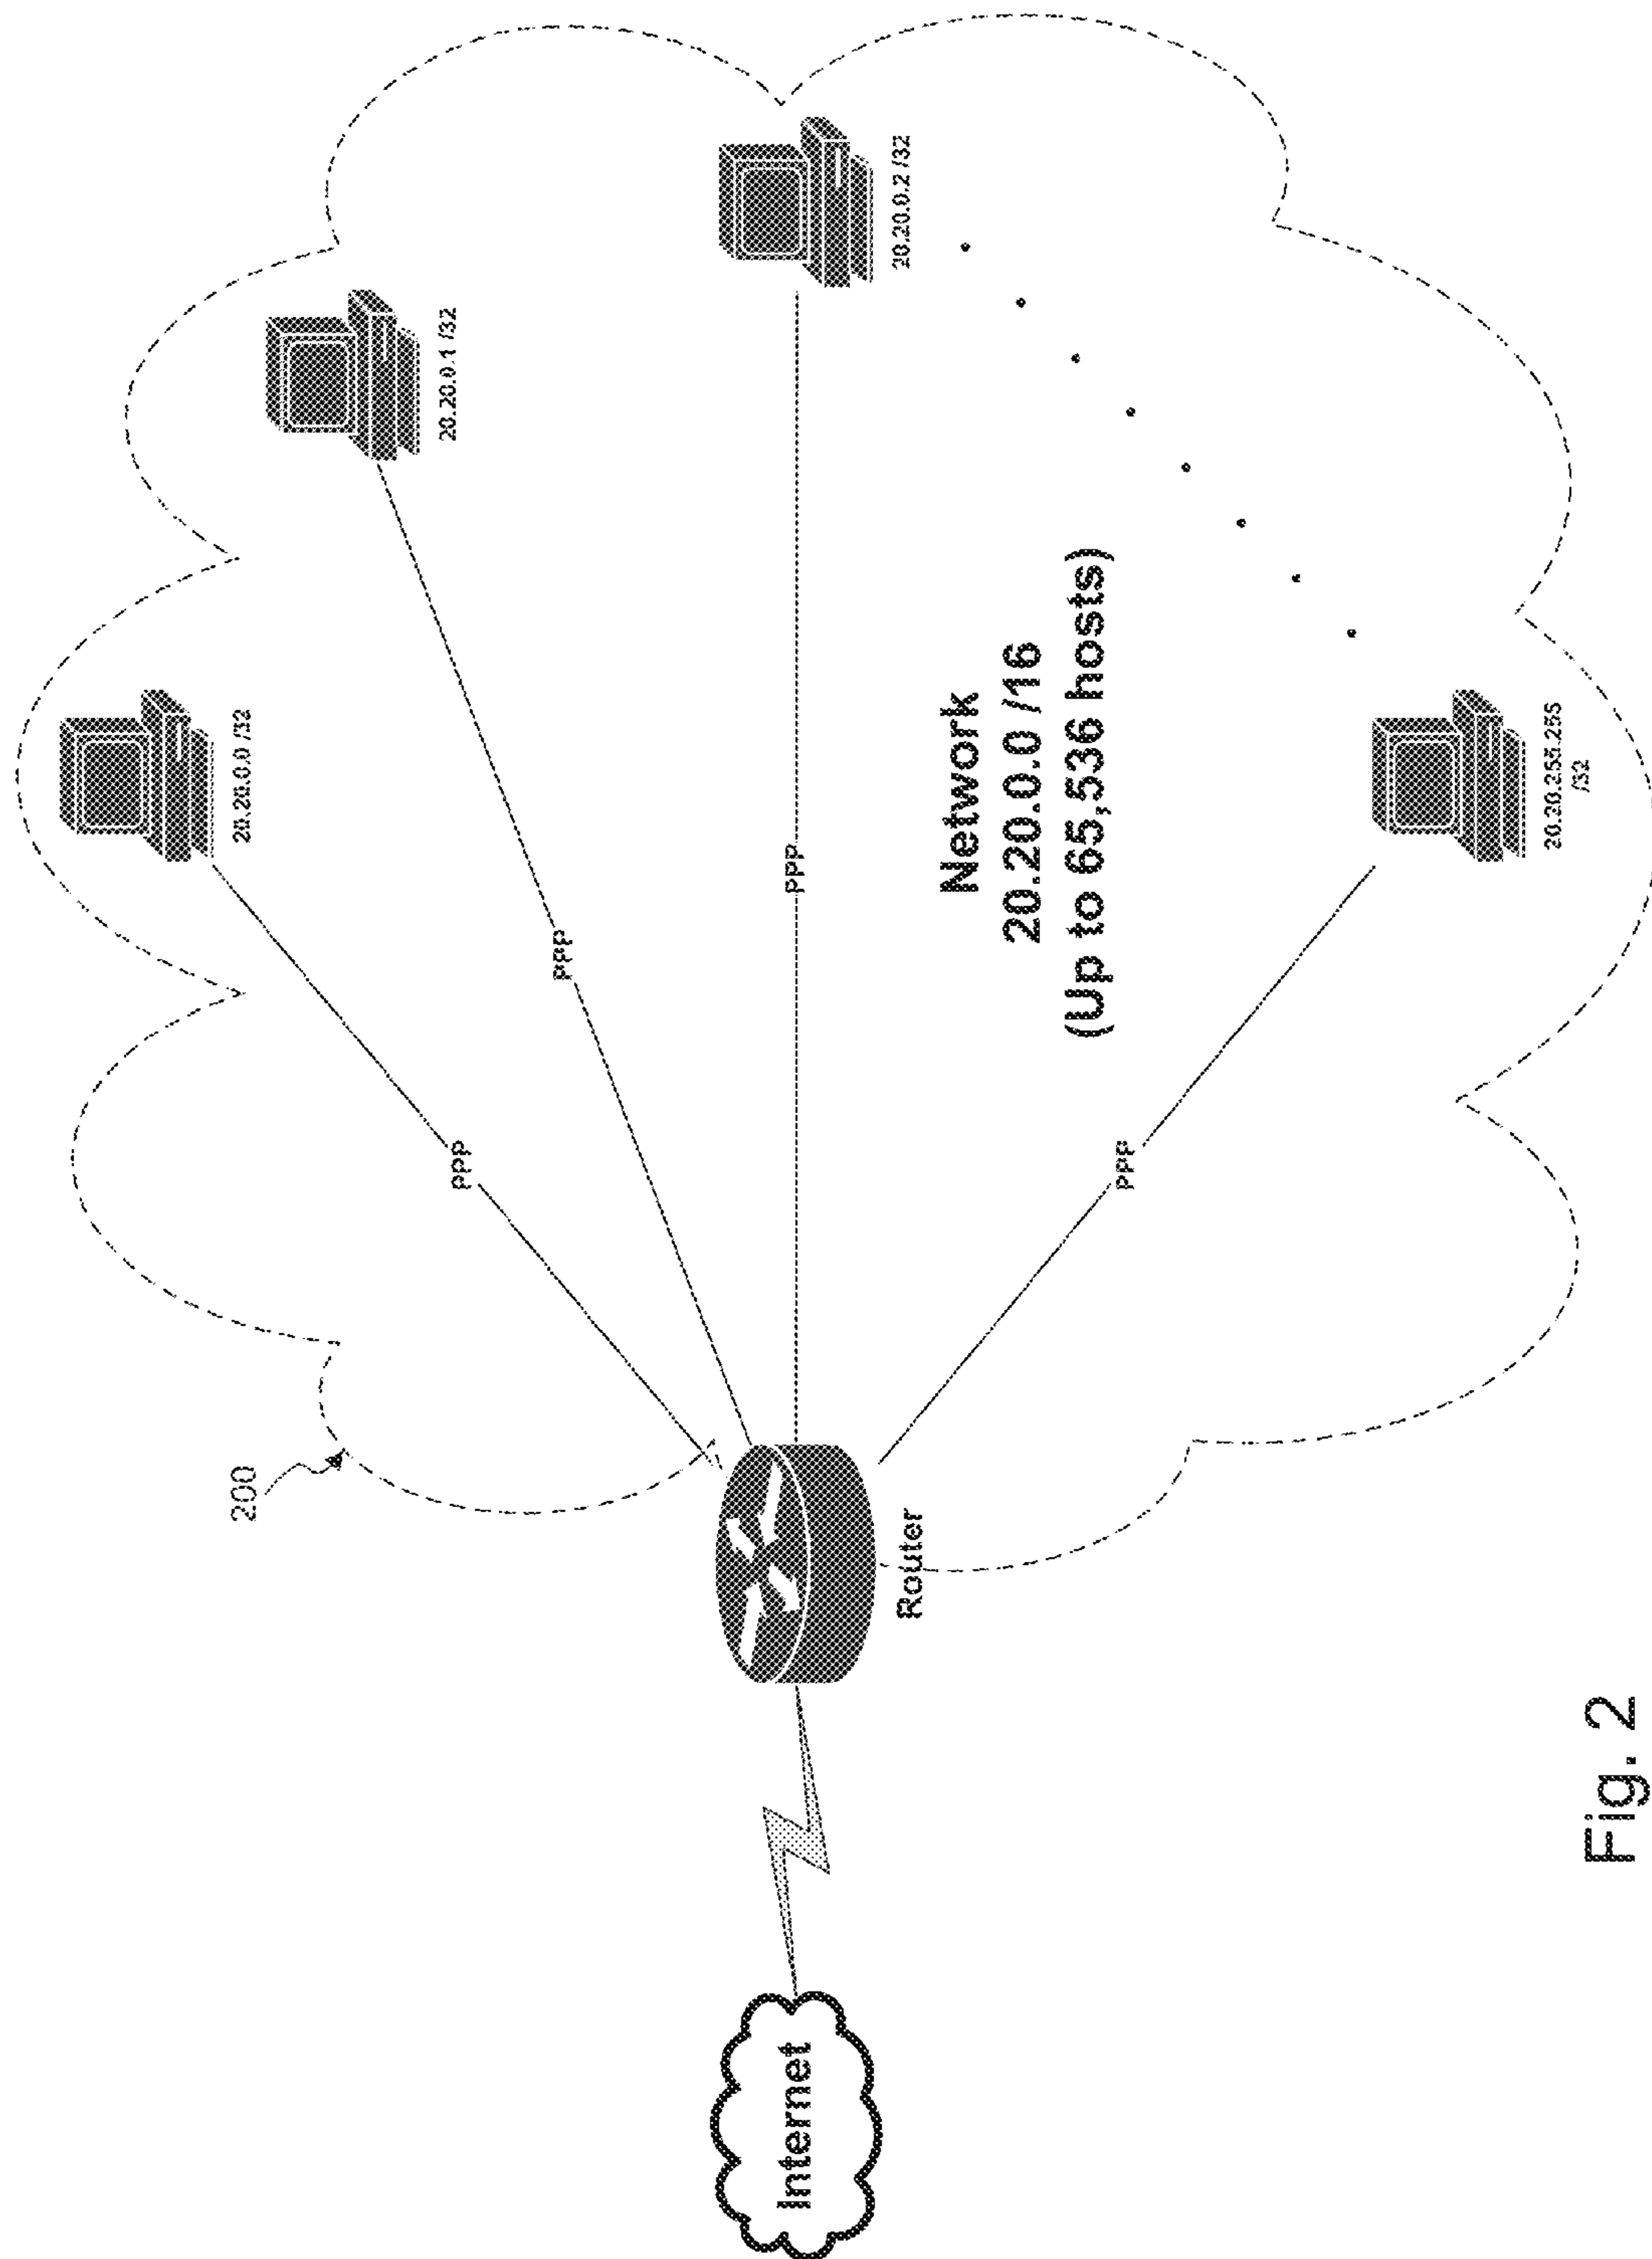 200
20.20.0.0 /32
PPP
20.20.0.1 /32
PPP
20.20.0.2 /32
PPP
Internet
Router
Network
20.20.0.0 /16
(Up to 65,536 hosts)
PPP
20.20.255.255
/32
Fig. 2